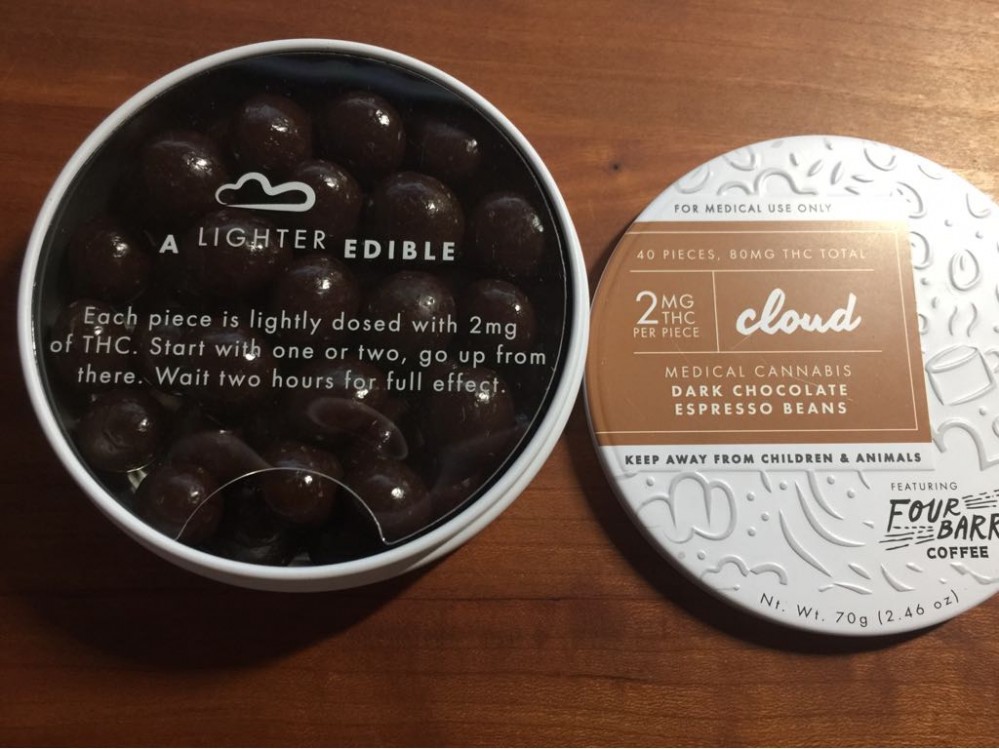 A LIGHTER EDIBLE
Each piece is lightly dosed with 2mg
of THC. Start with one or two, go up from
there. Wait two hours for full effect.
FOR MEDICAL USE ONLY
40 PIECES, 80MG THC TOTAL
2MG
THC
PER PIECE
cloud
MEDICAL CANNABIS
DARK CHOCOLATE
ESPRESSO BEANS
KEEP AWAY FROM CHILDREN & ANIMALS
FEATURING
FOUR
BARR
COFFEE
Nt. Wt. 70g (2.46 oz)